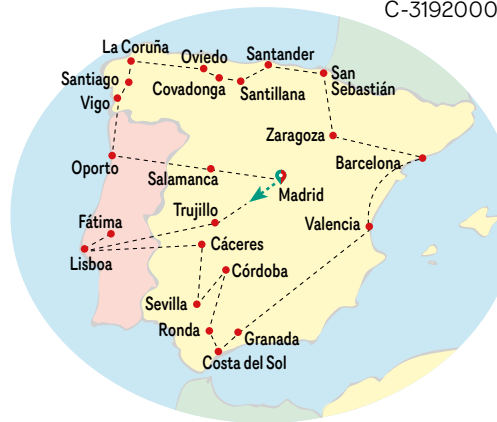 C-3192000
La Coruña
Oviedo
Santander
Santiago
Covadonga
Santillana
San
Sebastián
Vigo
Zaragoza
Oporto
Salamanca
Barcelona
Madrid
Trujillo
Valencia
Fátima
Cáceres
Lisboa
Córdoba
Sevilla
Ronda
Granada
Costa del Sol